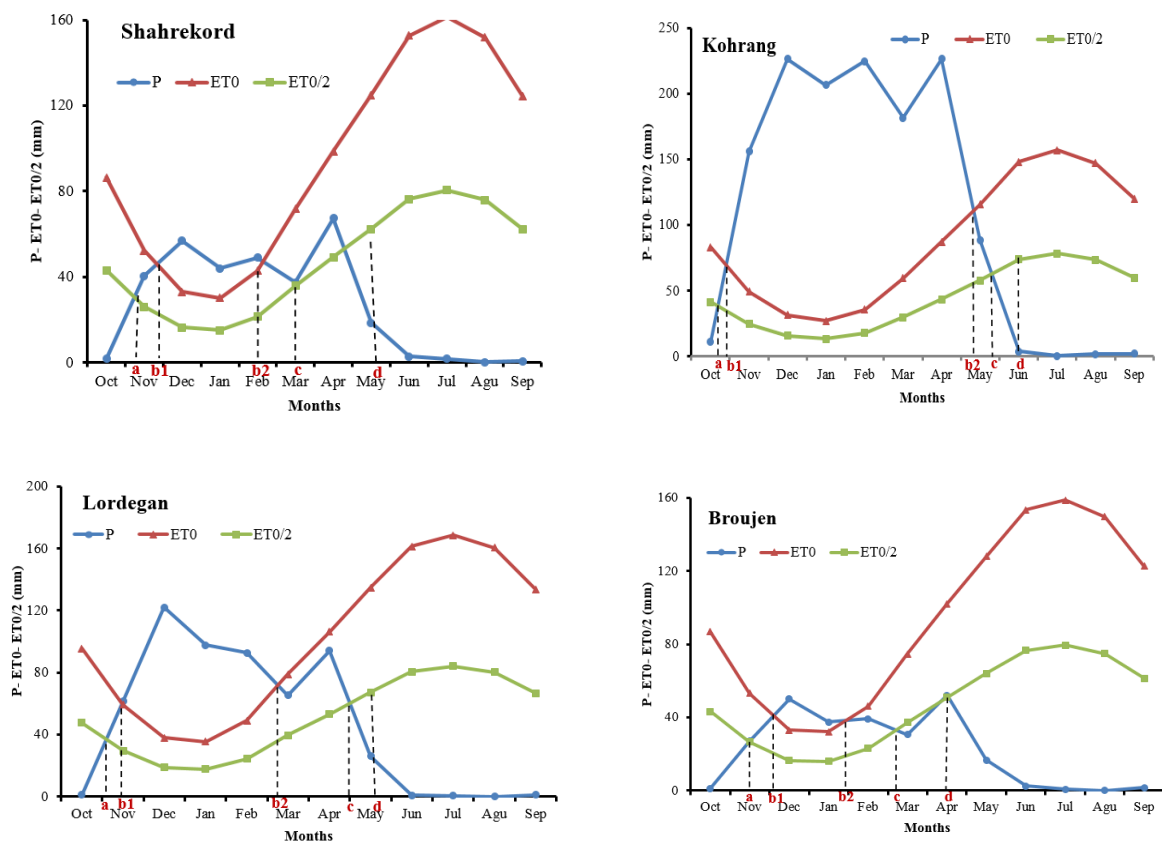 Shahrekord
P ET0 ET0/2
P- ET0- ET0/2 (mm)
160
120
80
40
0
Oct Nov Dec Jan Feb Mar Apr May Jun Jul Agu Sep
a b1 b2 c d
Months
Kohrang
P ET0 ET0/2
P- ET0- ET0/2 (mm)
250
200
150
100
50
0
Oct Nov Dec Jan Feb Mar Apr May Jun Jul Agu Sep
a b1 b2 c d
Months
Lordegan
P ET0 ET0/2
P- ET0- ET0/2 (mm)
200
160
120
80
40
0
a b1 b2 c d
Oct Nov Dec Jan Feb Mar Apr May Jun Jul Agu Sep
Months
Broujen
P ET0 ET0/2
P- ET0- ET0/2 (mm)
160
120
80
40
0
a b1 b2 c d
Oct Nov Dec Jan Feb Mar Apr May Jun Jul Agu Sep
Months